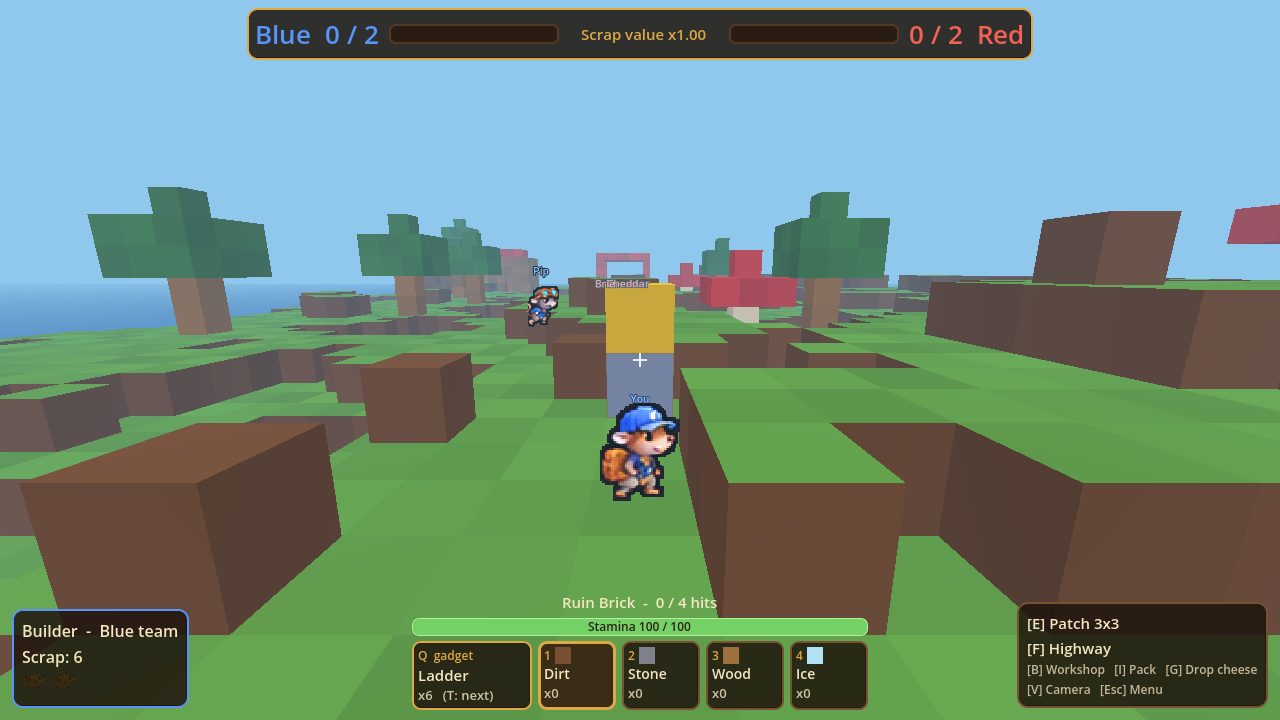 Blue 0 / 2
Scrap value x1.00
0 / 2 Red
Pip
Cheddar
You
Ruin Brick - 0 / 4 hits
Stamina 100 / 100
Builder - Blue team
Scrap: 6
Q gadget
Ladder
x6 (T: next)
1
Dirt
x0
2
Stone
x0
3
Wood
x0
4
Ice
x0
[E] Patch 3x3
[F] Highway
[B] Workshop [I] Pack [G] Drop cheese
[V] Camera [Esc] Menu